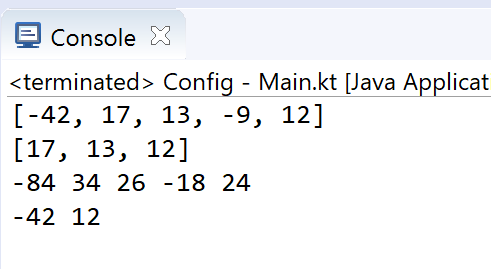 Console
<terminated> Config - Main.kt [Java Applicat
[-42, 17, 13, -9, 12]
[17, 13, 12]
-84 34 26 -18 24
-42 12